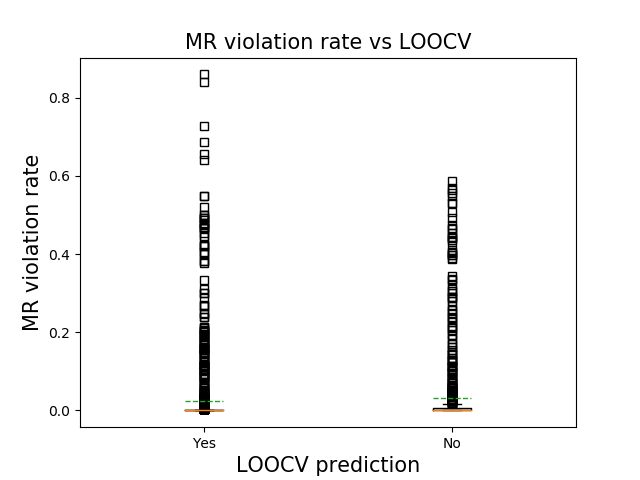 MR violation rate vs LOOCV
MR violation rate
0.8
0.6
0.4
0.2
0.0
Yes
No
LOOCV prediction